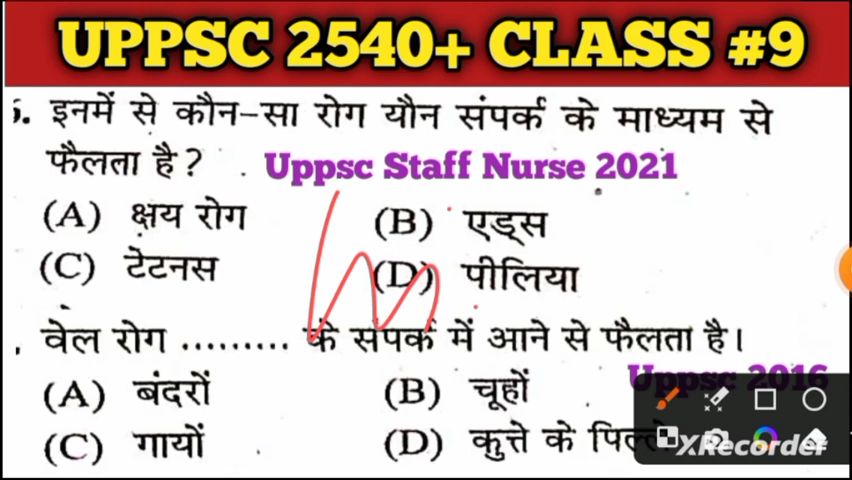 UPPSC 2540+ CLASS #9
5. इनमें से कौन-सा रोग यौन संपर्क के माध्यम से
फैलता है? Uppsc Staff Nurse 2021
(A) क्षय रोग (B) एड्स
(C) टेटनस (D) पीलिया
. वेल रोग ......... के संपर्क में आने से फैलता है।
Uppsc 2016
(A) बंदरों (B) चूहों
(C) गायों (D) कुत्ते के पिल्ले
XRecorder